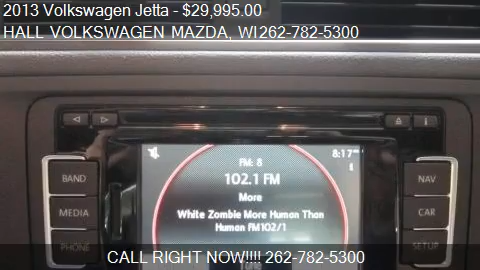 2013 Volkswagen Jetta - $29,995.00
HALL VOLKSWAGEN MAZDA, WI262-782-5300
FM: 8
8:17
102.1 FM
More
White Zombie More Human Than
Human FM102/1
BAND
MEDIA
PHONE
NAV
CAR
SETUP
CALL RIGHT NOW!!!! 262-782-5300